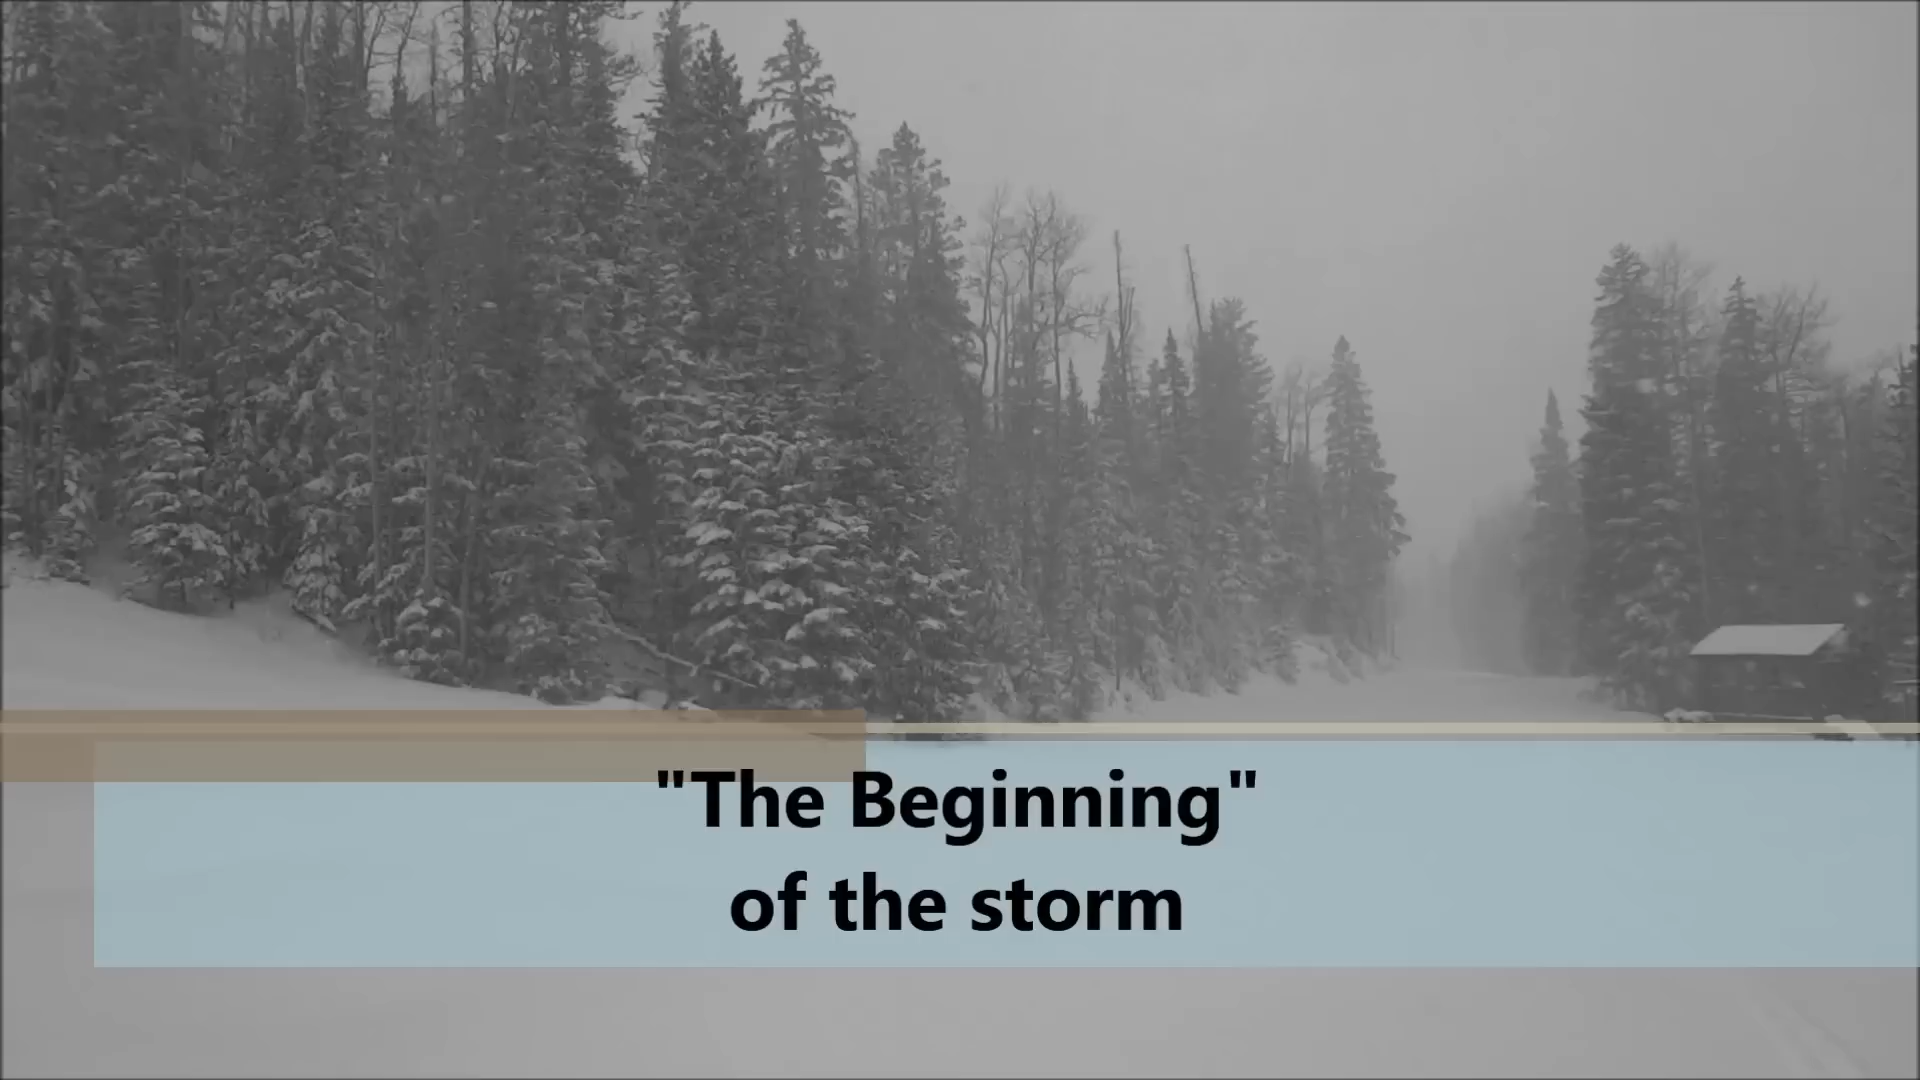 "The Beginning"
of the storm